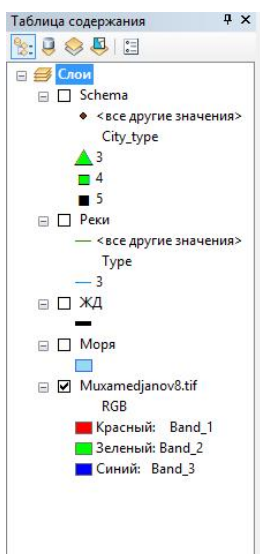 Таблица содержания
Слои
Schema
<все другие значения>
City_type
3
4
5
Реки
<все другие значения>
Type
3
ЖД
Моря
Muxamedjanov8.tif
RGB
Красный: Band_1
Зеленый: Band_2
Синий: Band_3